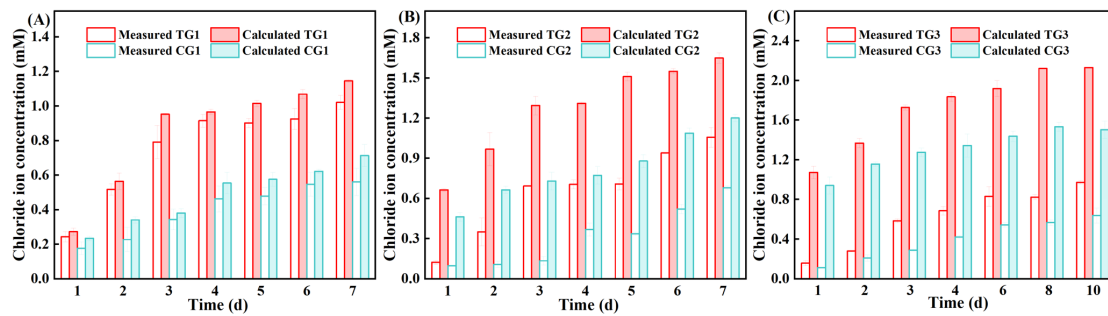 (A)
Measured TG1 Calculated TG1
Measured CG1 Calculated CG1
Chloride ion concentration (mM)
1.4
1.2
1.0
0.8
0.6
0.4
0.2
0.0
1 2 3 4 5 6 7
Time (d)
(B)
Measured TG2 Calculated TG2
Measured CG2 Calculated CG2
Chloride ion concentration (mM)
1.8
1.5
1.2
0.9
0.6
0.3
0.0
1 2 3 4 5 6 7
Time (d)
(C)
Measured TG3 Calculated TG3
Measured CG3 Calculated CG3
Chloride ion concentration (mM)
2.4
2.0
1.6
1.2
0.8
0.4
0.0
1 2 3 4 6 8 10
Time (d)